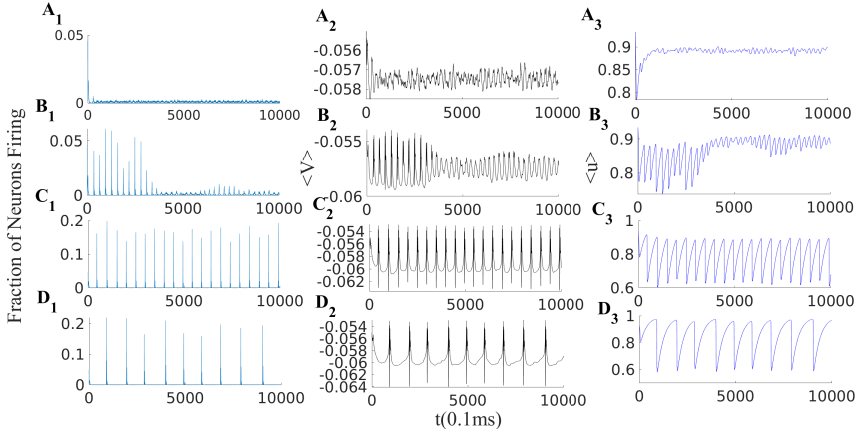 A1
0.05
0
0 5000 10000
A2
-0.056
-0.057
-0.058
0 5000 10000
A3
0.9
0.85
0.8
0 5000 10000
B1
0.05
0
0 5000 10000
B2
-0.055
-0.06
0 5000 10000
B3
0.9
0.8
0 5000 10000
C1
0.2
0.1
0
0 5000 10000
C2
-0.054
-0.056
-0.058
-0.06
-0.062
0 5000 10000
C3
1
0.8
0.6
0 5000 10000
D1
0.2
0.1
0
0 5000 10000
D2
-0.054
-0.056
-0.058
-0.06
-0.062
-0.064
0 5000 10000
D3
1
0.8
0.6
0 5000 10000
Fraction of Neurons Firing
<V>
<n>
t(0.1ms)